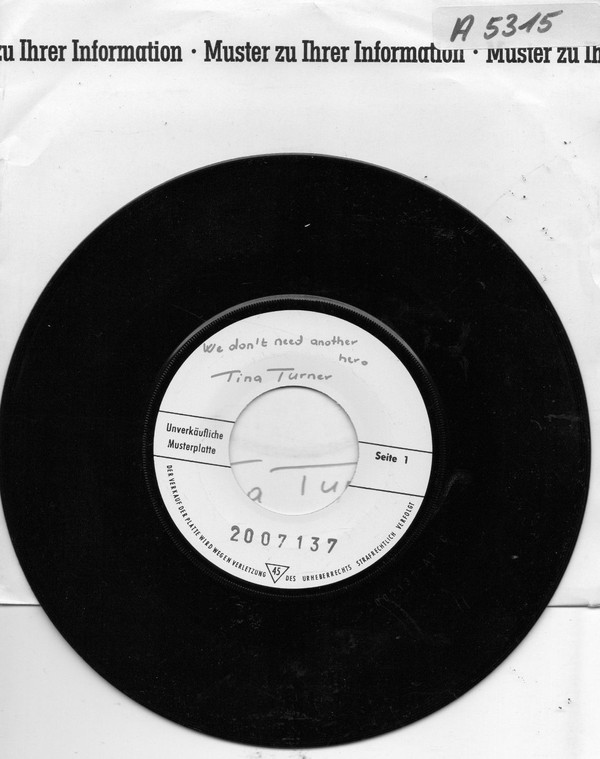 A 5315
zu Ihrer Information · Muster zu Ihrer Information · Muster zu Ih
We don't need another
hero
Tina Turner
Unverkäufliche
Musterplatte
Seite 1
a Tu
2007137
DER VERKAUF DER PLATTE WIRD WEGEN VERLETZUNG 45 DES URHEBERRECHTS STRAFRECHTLICH VERFOLGT